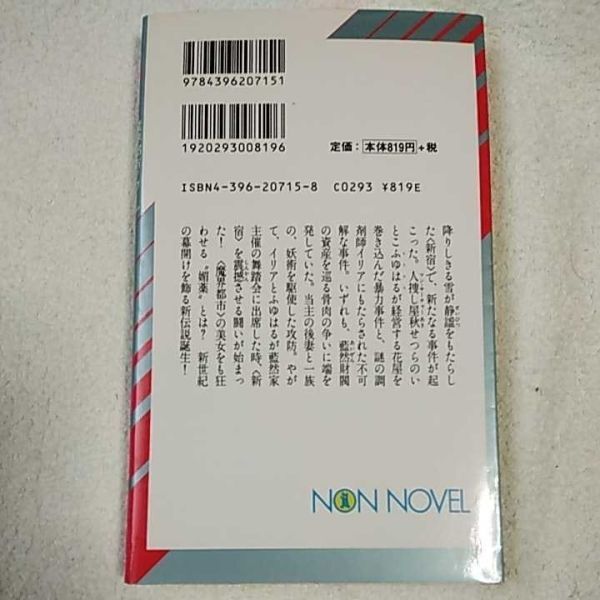 9784396207151
1920293008196
定価：本体819円+税
ISBN4-396-20715-8 C0293 ¥819E
降りしきる雪が静謐をもたらし
た〈新宿〉で、新たなる事件が起
こった。人捜し屋秋せつらのい
とこふゆはるが経営する花屋を
巻き込んだ暴力事件と、謎の調
剤師イリアにもたらされた不可
解な事件。いずれも、藍然財閥
の資産を巡る骨肉の争いに端を
発していた。当主の後妻と一族
の、妖術を駆使した攻防。やが
て、イリアとふゆはるが藍然家
主催の舞踏会に出席した時、〈新
宿〉を震撼させる闘いが始まっ
た！〈魔界都市〉の美女をも狂
わせる〝媚薬〟とは？ 新世紀
の幕開けを飾る新伝説誕生！
NON NOVEL